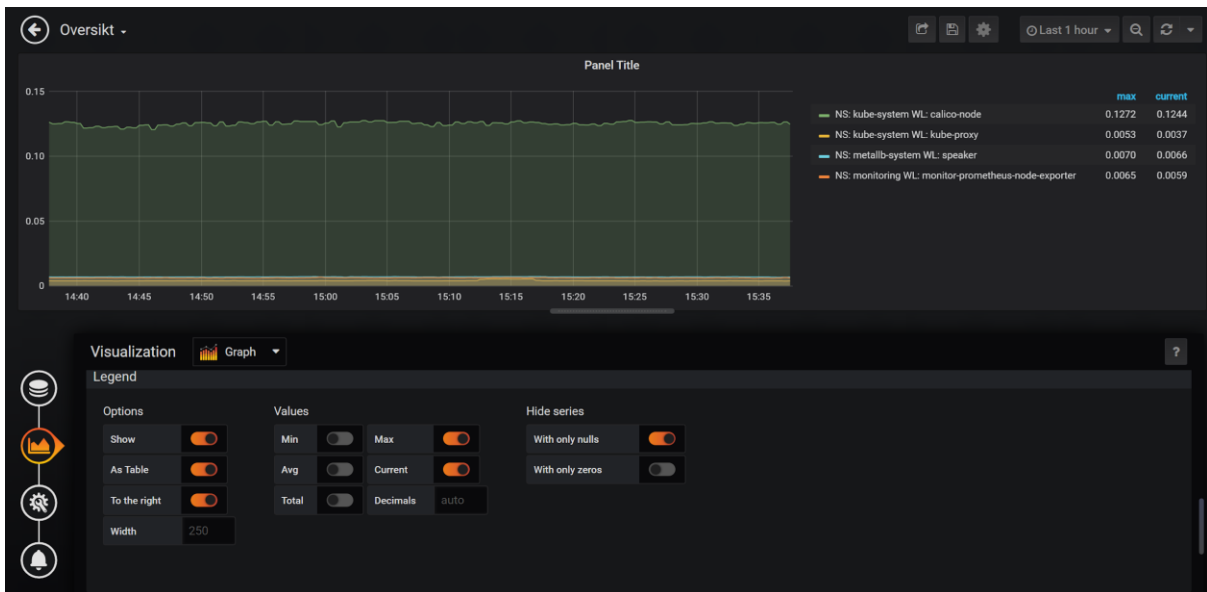 Oversikt
Last 1 hour
Panel Title
0.15
0.10
0.05
0
14:40 14:45 14:50 14:55 15:00 15:05 15:10 15:15 15:20 15:25 15:30 15:35
max current
NS: kube-system WL: calico-node 0.1272 0.1244
NS: kube-system WL: kube-proxy 0.0053 0.0037
NS: metallb-system WL: speaker 0.0070 0.0066
NS: monitoring WL: monitor-prometheus-node-exporter 0.0065 0.0059
Visualization Graph ?
Legend
Options Values Hide series
Show Min Max With only nulls
As Table Avg Current With only zeros
To the right Total Decimals auto
Width 250